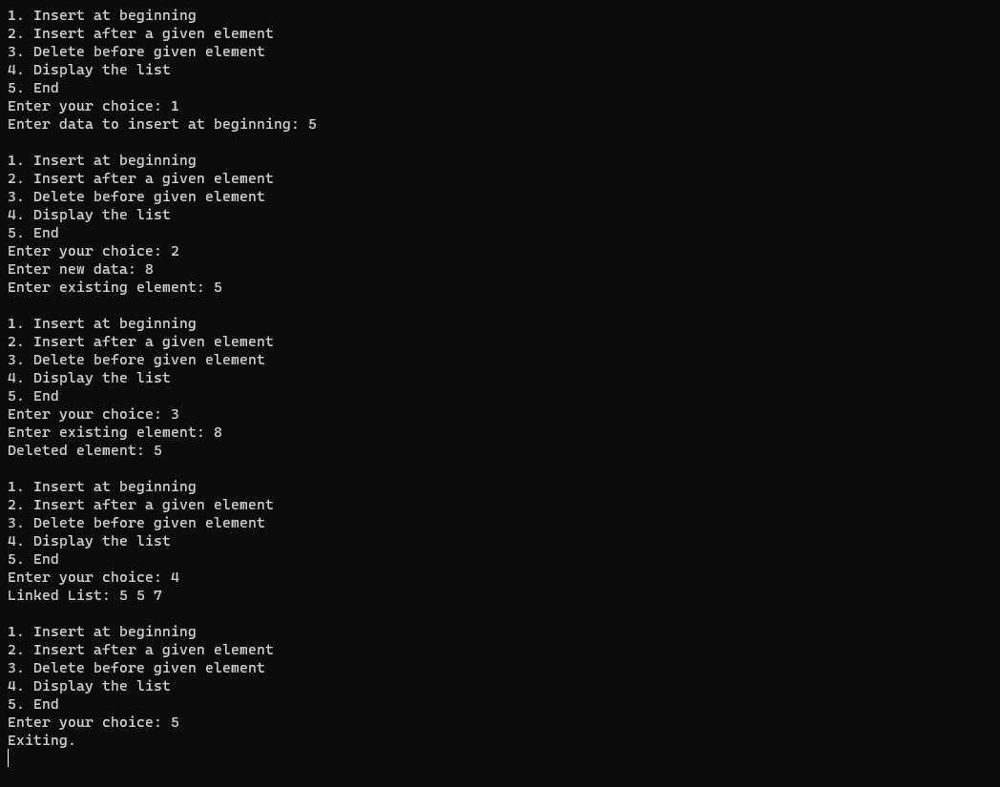 1. Insert at beginning
2. Insert after a given element
3. Delete before given element
4. Display the list
5. End
Enter your choice: 1
Enter data to insert at beginning: 5

1. Insert at beginning
2. Insert after a given element
3. Delete before given element
4. Display the list
5. End
Enter your choice: 2
Enter new data: 8
Enter existing element: 5

1. Insert at beginning
2. Insert after a given element
3. Delete before given element
4. Display the list
5. End
Enter your choice: 3
Enter existing element: 8
Deleted element: 5

1. Insert at beginning
2. Insert after a given element
3. Delete before given element
4. Display the list
5. End
Enter your choice: 4
Linked List: 5 5 7

1. Insert at beginning
2. Insert after a given element
3. Delete before given element
4. Display the list
5. End
Enter your choice: 5
Exiting.